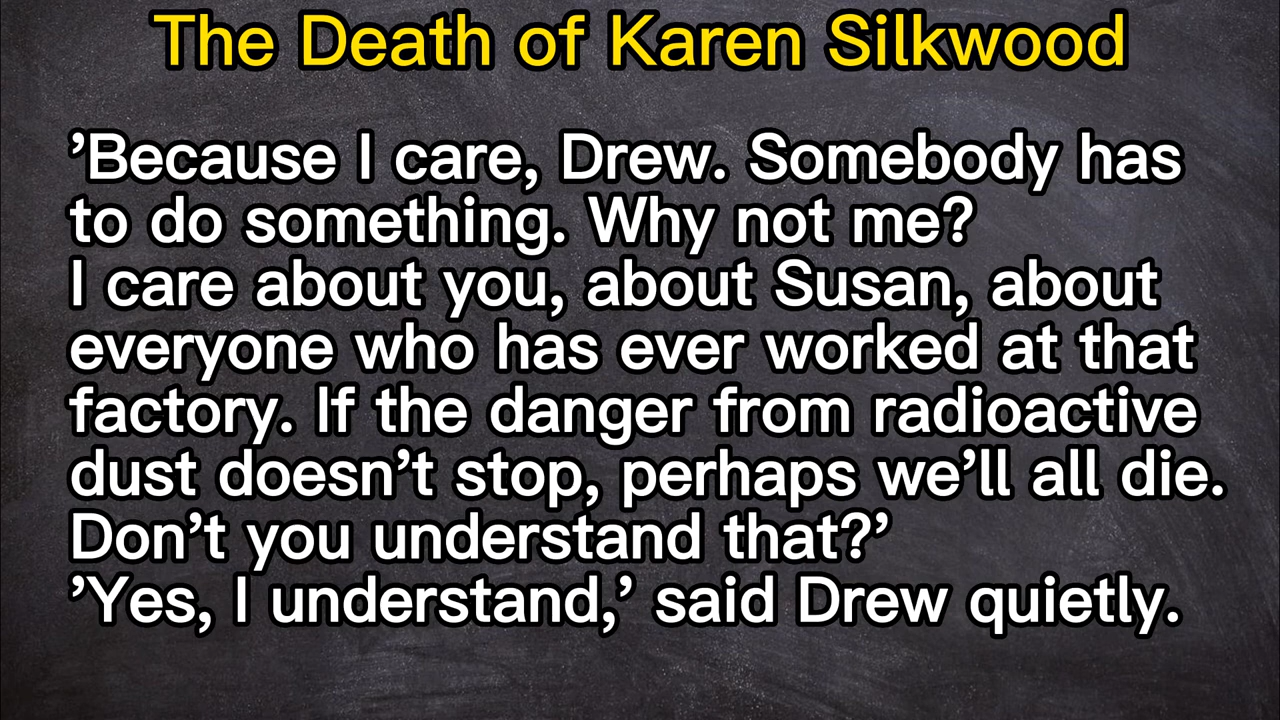 The Death of Karen Silkwood
’Because I care, Drew. Somebody has
to do something. Why not me?
I care about you, about Susan, about
everyone who has ever worked at that
factory. If the danger from radioactive
dust doesn’t stop, perhaps we’ll all die.
Don’t you understand that?’
’Yes, I understand,’ said Drew quietly.